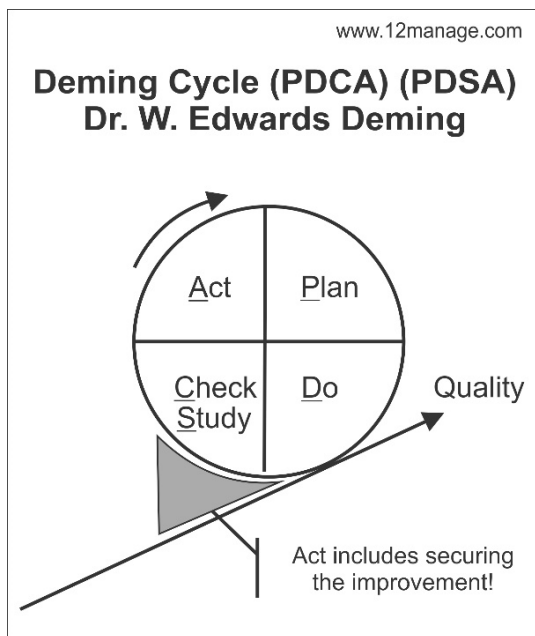 www.12manage.com
Deming Cycle (PDCA) (PDSA)
Dr. W. Edwards Deming
Act
Plan
Check
Study
Do
Quality
Act includes securing
the improvement!